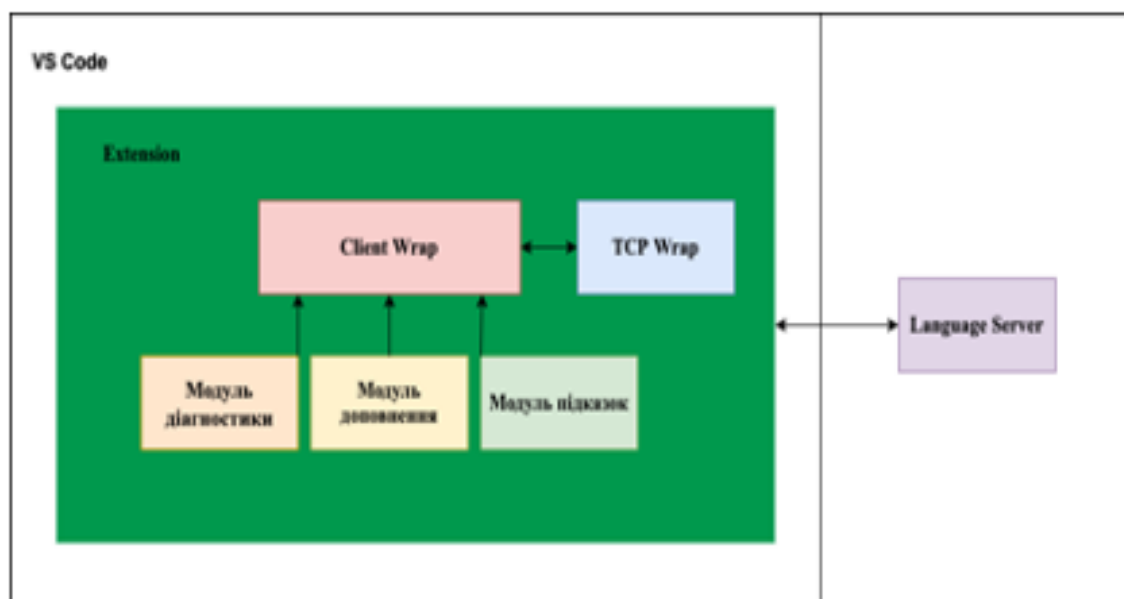 VS Code
Extension
Client Wrap
TCP Wrap
Language Server
Модуль
діагностики
Модуль
доповнення
Модуль підказок